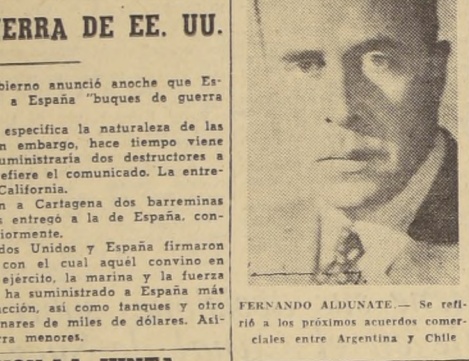 ERRA DE EE. UU.
bierno anunció anoche que Es-
a España "buques de guerra
especifica la naturaleza de las
n embargo, hace tiempo viene
uministraría dos destructores a
efiere el comunicado. La entre-
California.
n a Cartagena dos barreminas
s entregó a la de España, con-
iormente.
dos Unidos y España firmaron
con el cual aquél convino en
ejército, la marina y la fuerza
ha suministrado a España más
cción, así como tanques y otro
nares de miles de dólares. Asi-
rra menores.
FERNANDO ALDUNATE.— Se refi-
rió a los próximos acuerdos comer-
ciales entre Argentina y Chile